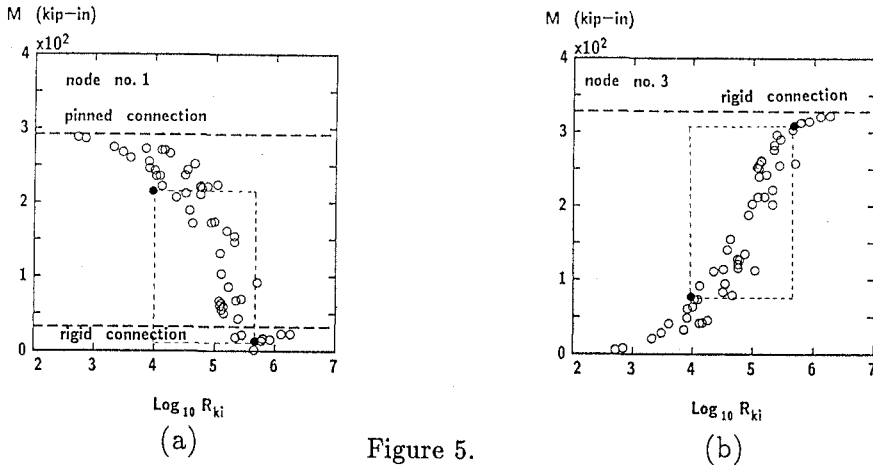 M (kip-in)
×10²
4
3
2
1
0
node no. 1
pinned connection
rigid connection
2 3 4 5 6 7
Log₁₀ Rki
(a)
Figure 5.
M (kip-in)
×10²
4
3
2
1
0
node no. 3
rigid connection
2 3 4 5 6 7
Log₁₀ Rki
(b)